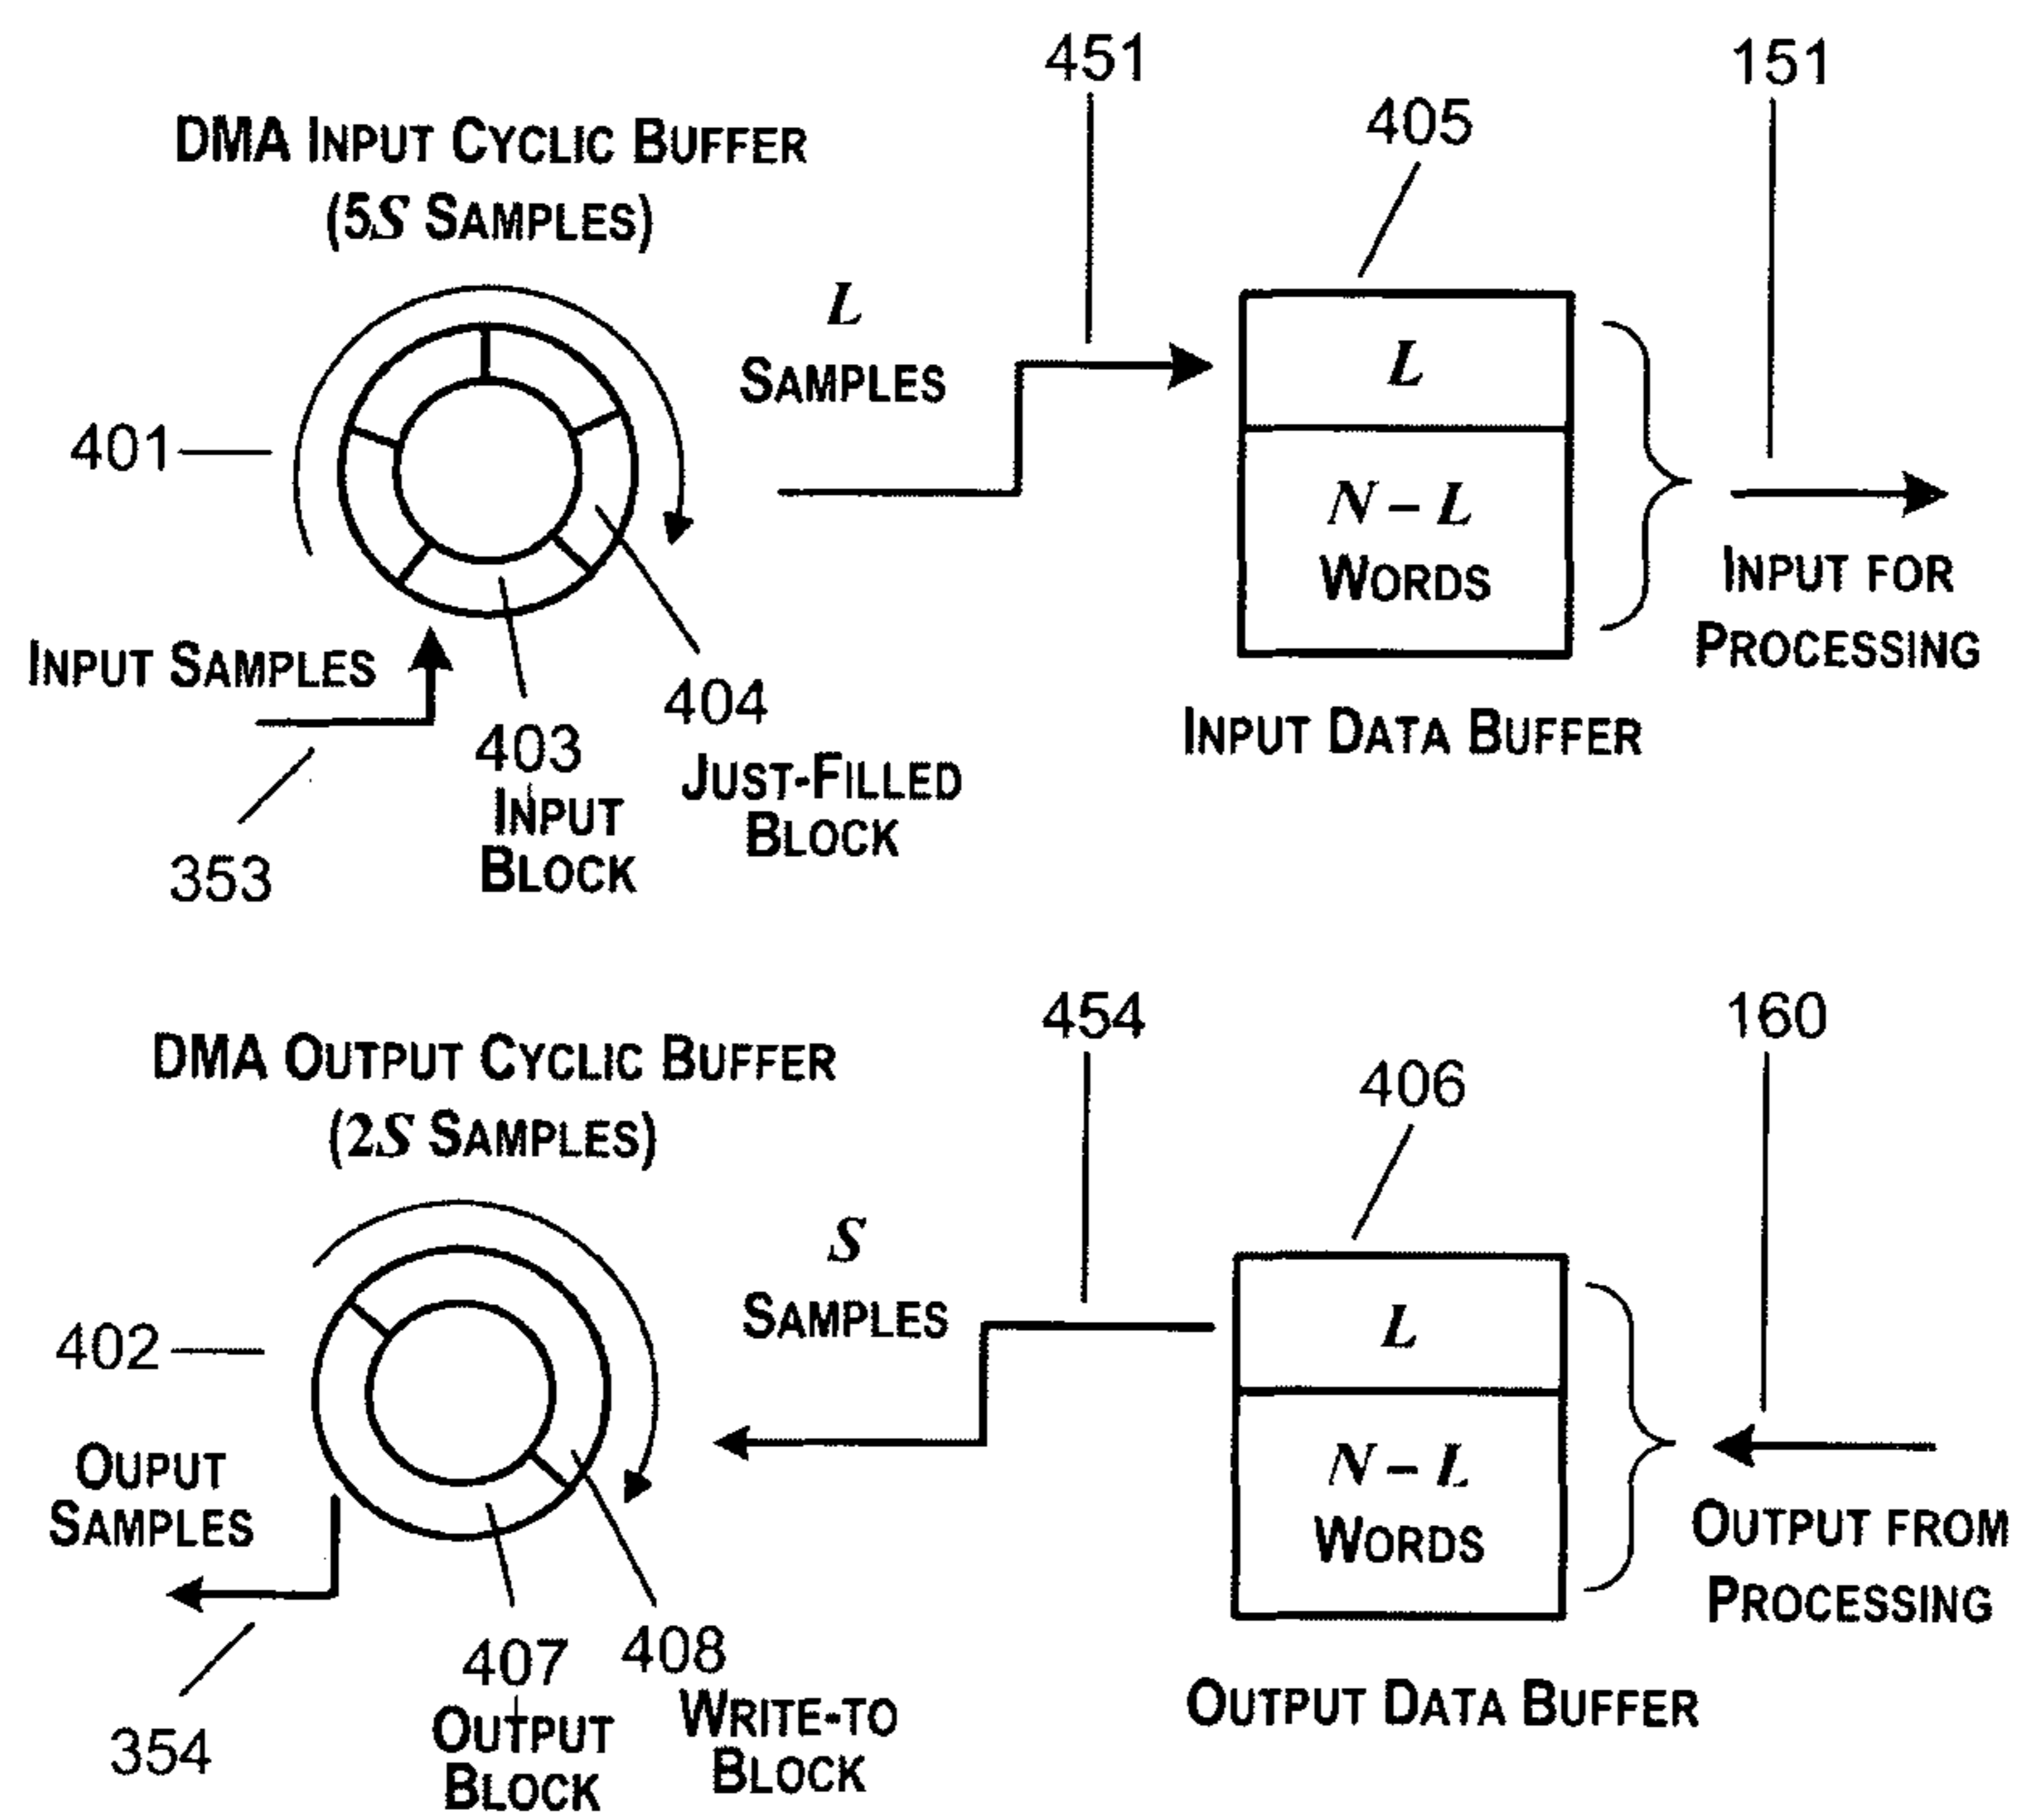 451
151
405
DMA INPUT CYCLIC BUFFER
(5S SAMPLES)
L
SAMPLES
L
401
N – L
WORDS
INPUT FOR
PROCESSING
INPUT SAMPLES
404
JUST-FILLED
BLOCK
403
INPUT
BLOCK
353
INPUT DATA BUFFER
454
160
406
DMA OUTPUT CYCLIC BUFFER
(2S SAMPLES)
S
SAMPLES
L
402
N – L
WORDS
OUPUT
SAMPLES
OUTPUT FROM
PROCESSING
407
OUTPUT
BLOCK
408
WRITE-TO
BLOCK
354
OUTPUT DATA BUFFER